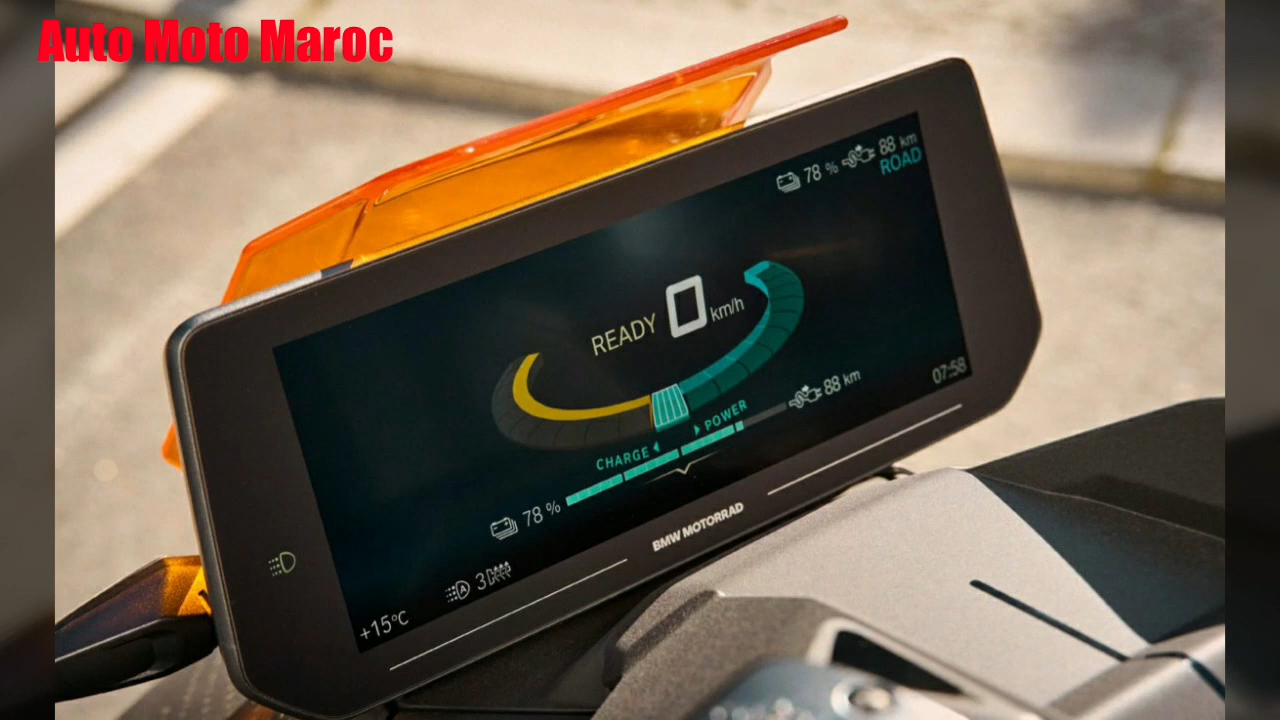 Auto Moto Maroc
78 % 88 km
ROAD
READY 0 km/h
CHARGE POWER
78 % 88 km
07:58
A 3
+15°C
BMW MOTORRAD